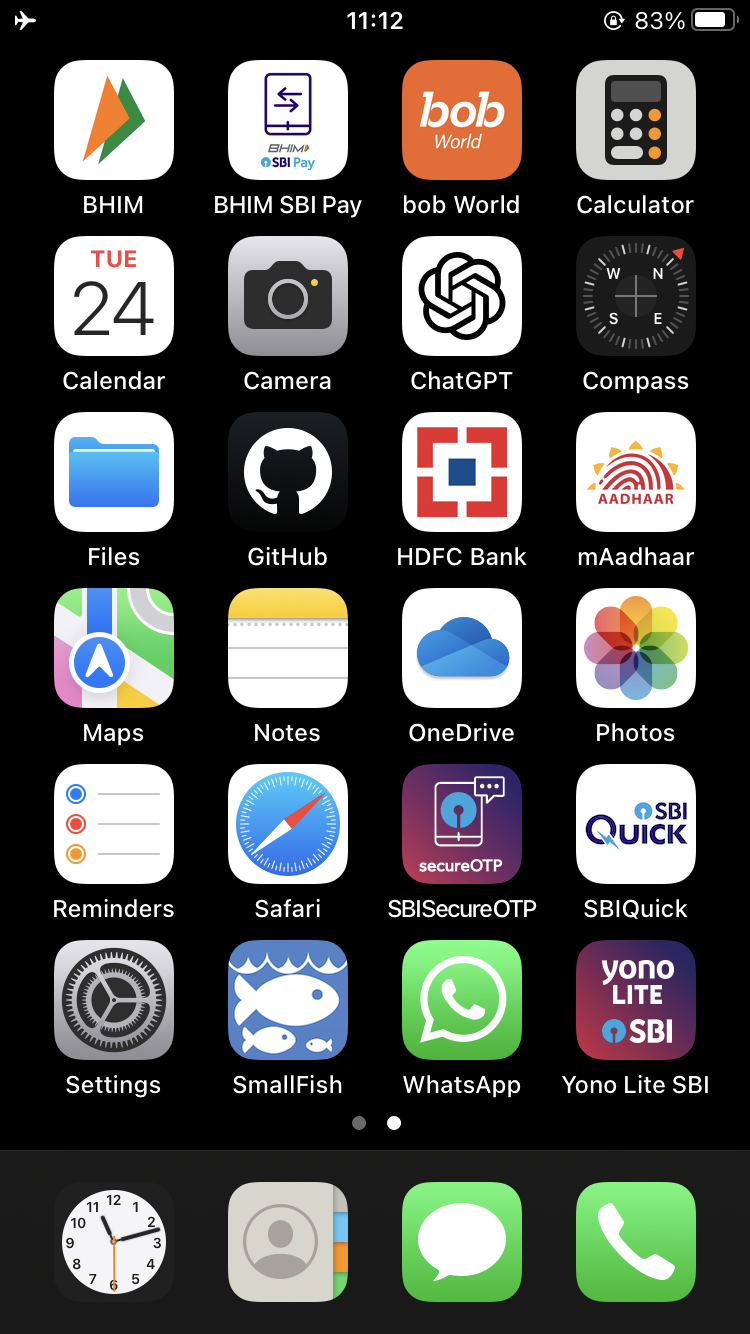 11:12
83%
BHIM
SBI Pay
bob
World
BHIM
BHIM SBI Pay
bob World
Calculator
TUE
24
W N
S E
Calendar
Camera
ChatGPT
Compass
AADHAAR
Files
GitHub
HDFC Bank
mAadhaar
Maps
Notes
OneDrive
Photos
secureOTP
SBI
QUICK
Reminders
Safari
SBISecureOTP
SBIQuick
yono
LITE
SBI
Settings
SmallFish
WhatsApp
Yono Lite SBI
12
11 1
10 2
9 3
8 4
7 5
6